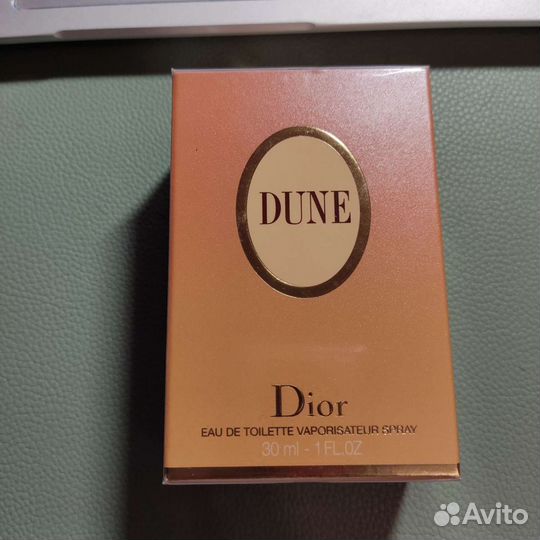 DUNE
Dior
EAU DE TOILETTE VAPORISATEUR SPRAY
30 ml - 1 FL.OZ
Avito